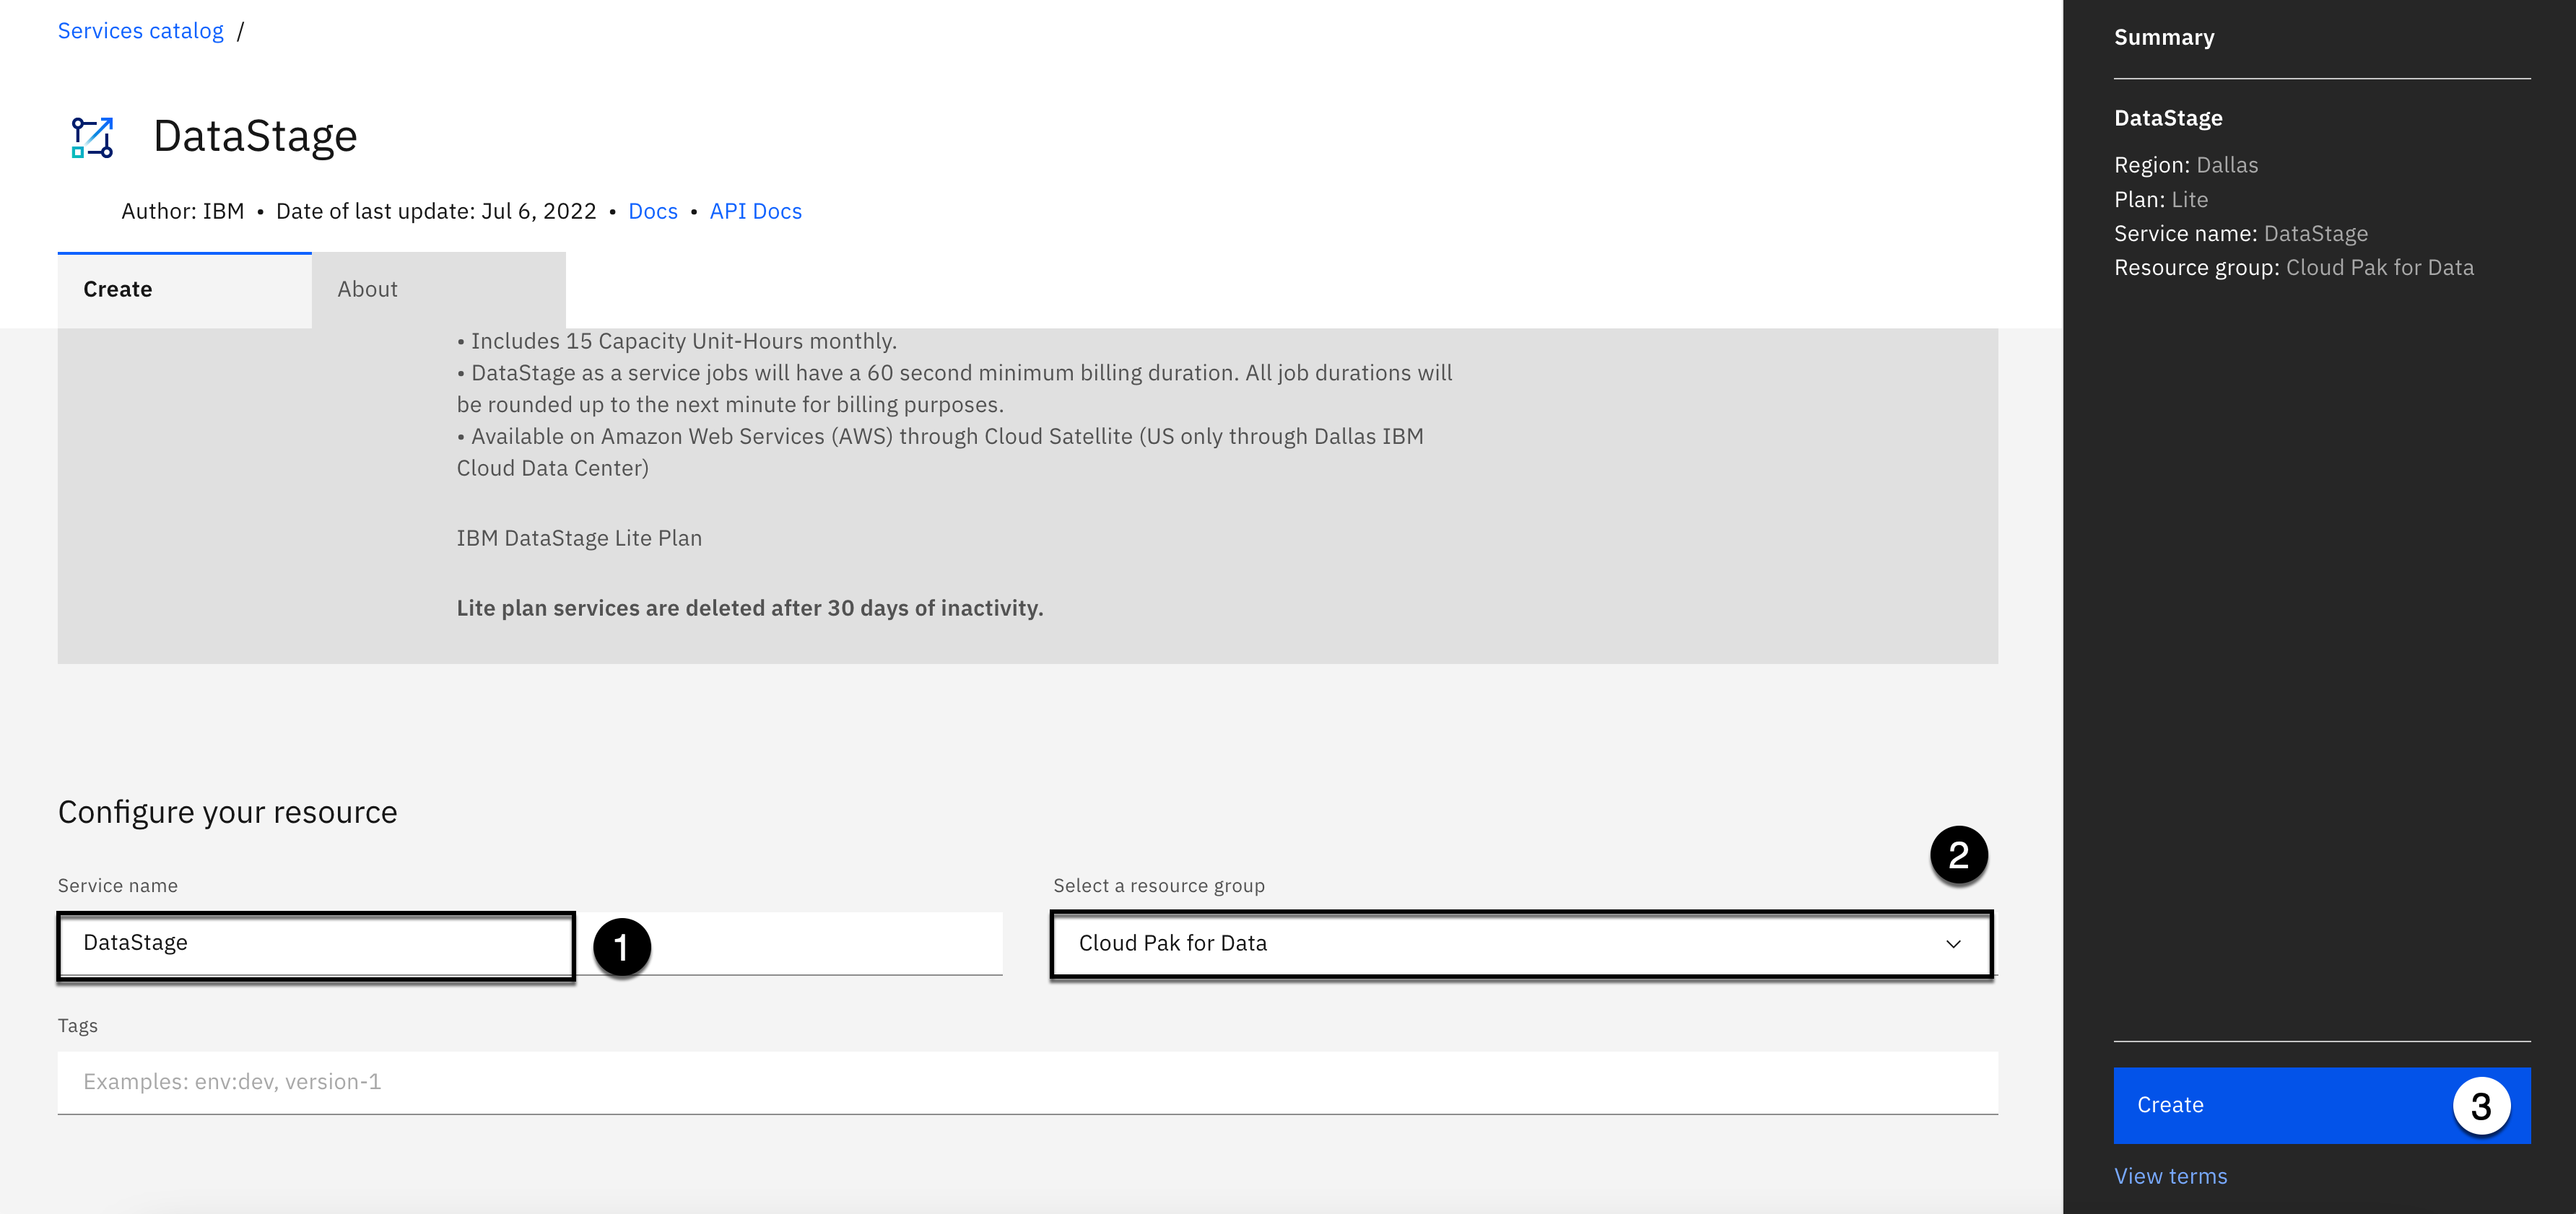 Services catalog /
DataStage
Author: IBM • Date of last update: Jul 6, 2022 • Docs • API Docs
Create
About
• Includes 15 Capacity Unit-Hours monthly.
• DataStage as a service jobs will have a 60 second minimum billing duration. All job durations will
be rounded up to the next minute for billing purposes.
• Available on Amazon Web Services (AWS) through Cloud Satellite (US only through Dallas IBM
Cloud Data Center)
IBM DataStage Lite Plan
Lite plan services are deleted after 30 days of inactivity.
Configure your resource
Service name
DataStage
1
Select a resource group
2
Cloud Pak for Data
Tags
Examples: env:dev, version-1
Summary
DataStage
Region: Dallas
Plan: Lite
Service name: DataStage
Resource group: Cloud Pak for Data
Create
3
View terms